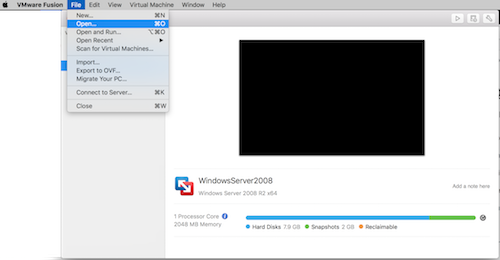 VMware Fusion File Edit View Virtual Machine Window Help
New... ⌘N
Open... ⌘O
Open and Run... ⌥⌘O
Open Recent ▶
Scan for Virtual Machines...
Import...
Export to OVF...
Migrate Your PC...
Connect to Server... ⌘K
Close ⌘W
WindowsServer2008
Windows Server 2008 R2 x64
Add a note here
1 Processor Core
2048 MB Memory
Hard Disks 7.9 GB Snapshots 2 GB Reclaimable